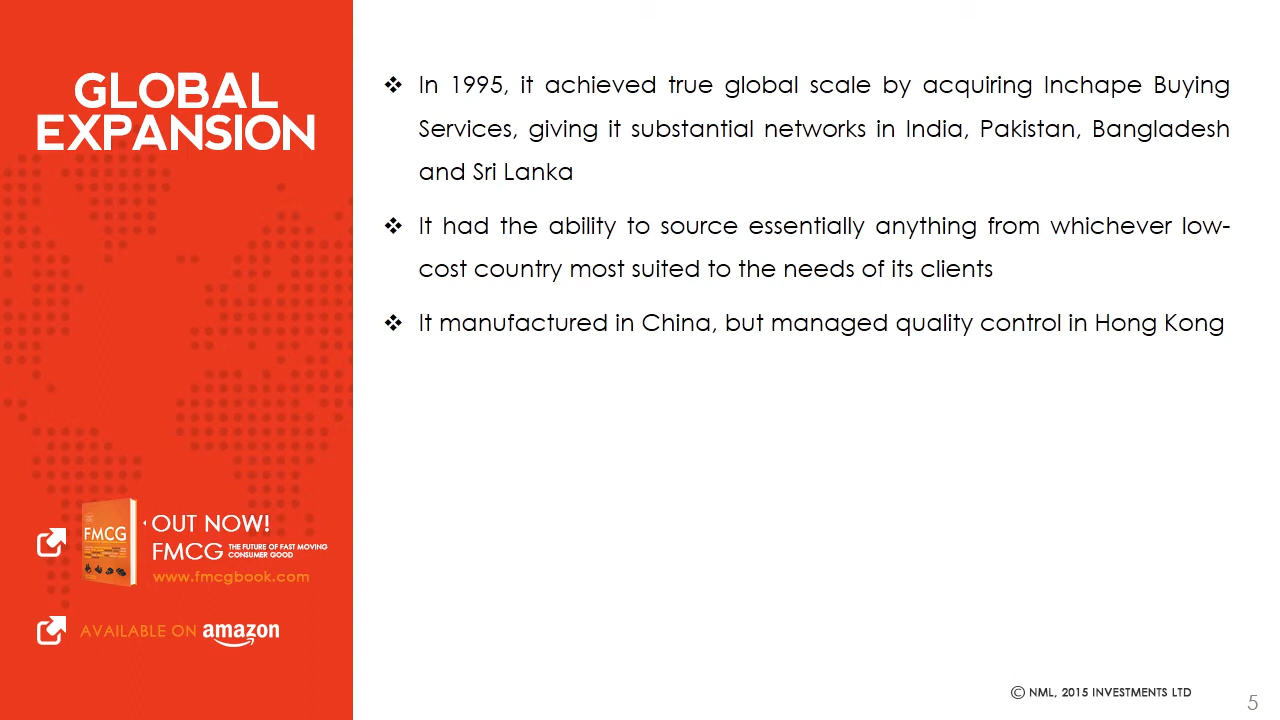 GLOBAL
EXPANSION
❖ In 1995, it achieved true global scale by acquiring Inchape Buying
Services, giving it substantial networks in India, Pakistan, Bangladesh
and Sri Lanka
❖ It had the ability to source essentially anything from whichever low-
cost country most suited to the needs of its clients
❖ It manufactured in China, but managed quality control in Hong Kong
FMCG
OUT NOW!
FMCG THE FUTURE OF FAST MOVING
CONSUMER GOOD
www.fmcgbook.com
AVAILABLE ON amazon
© NML, 2015 INVESTMENTS LTD
5